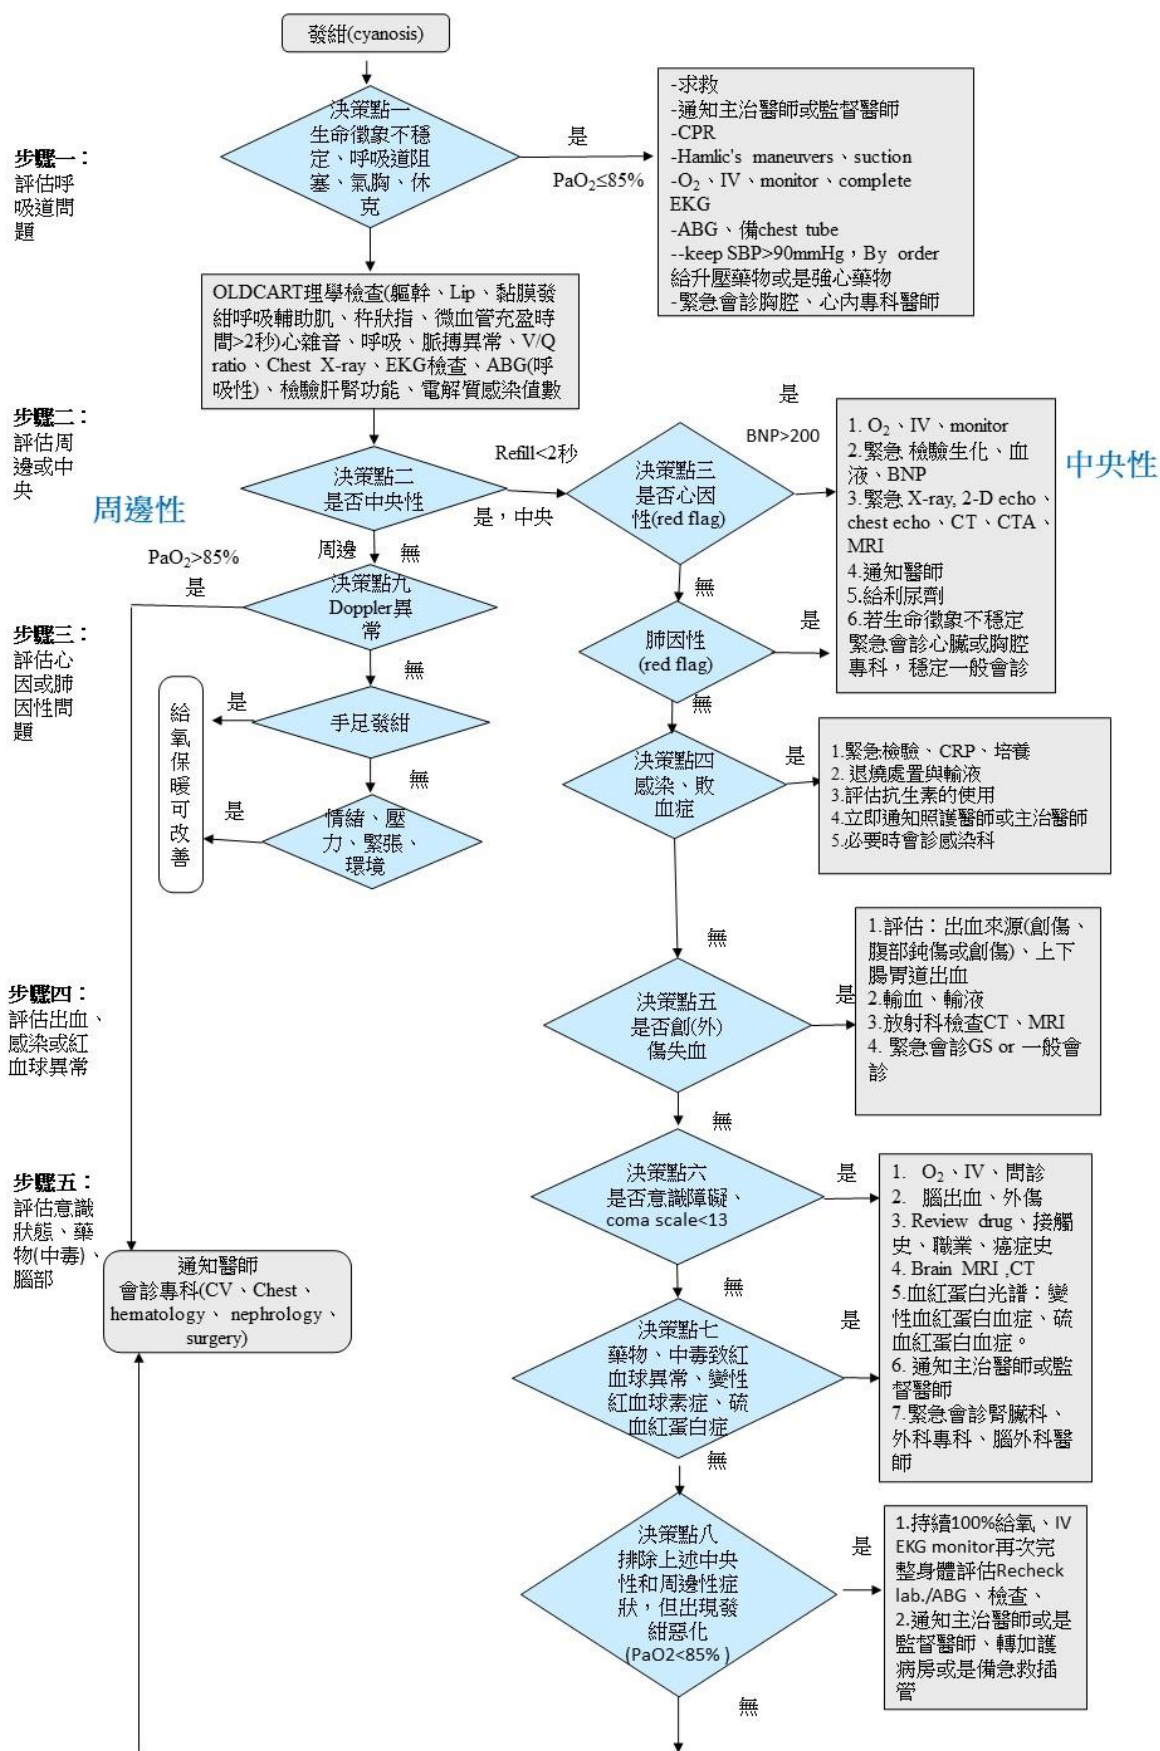 發紺(cyanosis)
決策點一
生命徵象不穩
定、呼吸道阻
塞、氣胸、休
克
是
PaO₂≤85%
-求救
-通知主治醫師或監督醫師
-CPR
-Hamlic's maneuvers、suction
-O₂、IV、monitor、complete
EKG
-ABG、備chest tube
--keep SBP>90mmHg，By order
給升壓藥物或是強心藥物
-緊急會診胸腔、心內專科醫師
步驟一：
評估呼
吸道問
題
OLDCART理學檢查(軀幹、Lip、黏膜發
紺呼吸輔助肌、杵狀指、微血管充盈時
間>2秒)心雜音、呼吸、脈搏異常、V/Q
ratio、Chest X-ray、EKG檢查、ABG(呼
吸性)、檢驗肝腎功能、電解質感染值數
步驟二：
評估周
邊或中
央
周邊性
中央性
決策點二
是否中央性
Refill<2秒
是，中央
決策點三
是否心因
性(red flag)
是
BNP>200
1. O₂、IV、monitor
2.緊急 檢驗生化、血
液、BNP
3.緊急 X-ray, 2-D echo、
chest echo、CT、CTA、
MRI
4.通知醫師
5.給利尿劑
6.若生命徵象不穩定
緊急會診心臟或胸腔
專科，穩定一般會診
周邊
無
PaO₂>85%
是
決策點九
Doppler異
常
無
肺因性
(red flag)
是
步驟三：
評估心
因或肺
因性問
題
無
手足發紺
是
給
氧
保
暖
可
改
善
無
情緒、壓
力、緊張、
環境
是
無
決策點四
感染、敗
血症
是
1.緊急檢驗、CRP、培養
2. 退燒處置與輸液
3.評估抗生素的使用
4.立即通知照護醫師或主治醫師
5.必要時會診感染科
無
步驟四：
評估出血、
感染或紅
血球異常
決策點五
是否創(外)
傷失血
是
1.評估：出血來源(創傷、
腹部鈍傷或創傷)、上下
腸胃道出血
2.輸血、輸液
3.放射科檢查CT、MRI
4. 緊急會診GS or 一般會
診
無
步驟五：
評估意識
狀態、藥
物(中毒)、
腦部
決策點六
是否意識障礙、
coma scale<13
是
1. O₂、IV、問診
2. 腦出血、外傷
3. Review drug、接觸
史、職業、癌症史
4. Brain MRI ,CT
5.血紅蛋白光譜：變
性血紅蛋白血症、硫
血紅蛋白血症。
6. 通知主治醫師或監
督醫師
7.緊急會診腎臟科、
外科專科、腦外科醫
師
通知醫師
會診專科(CV、Chest、
hematology、 nephrology、
surgery)
無
決策點七
藥物、中毒致紅
血球異常、變性
紅血球素症、硫
血紅蛋白症
是
無
決策點八
排除上述中央
性和周邊性症
狀，但出現發
紺惡化
(PaO2<85% )
是
1.持續100%給氧、IV
EKG monitor再次完
整身體評估Recheck
lab./ABG、檢查、
2.通知主治醫師或是
監督醫師、轉加護
病房或是備急救插
管
無